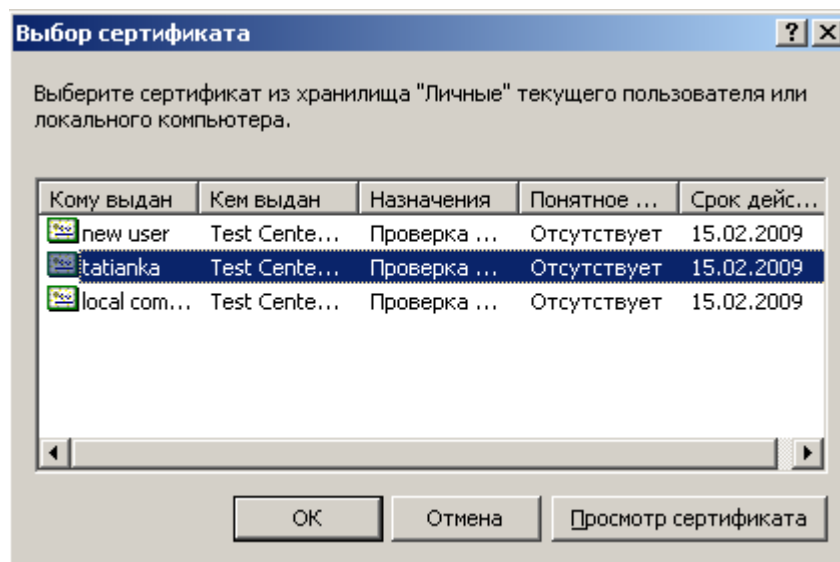 Выбор сертификата
Выберите сертификат из хранилища "Личные" текущего пользователя или
локального компьютера.
Кому выдан Кем выдан Назначения Понятное ... Срок дейс...
new user Test Cente... Проверка ... Отсутствует 15.02.2009
tatianka Test Cente... Проверка ... Отсутствует 15.02.2009
local com... Test Cente... Проверка ... Отсутствует 15.02.2009
ОК Отмена Просмотр сертификата